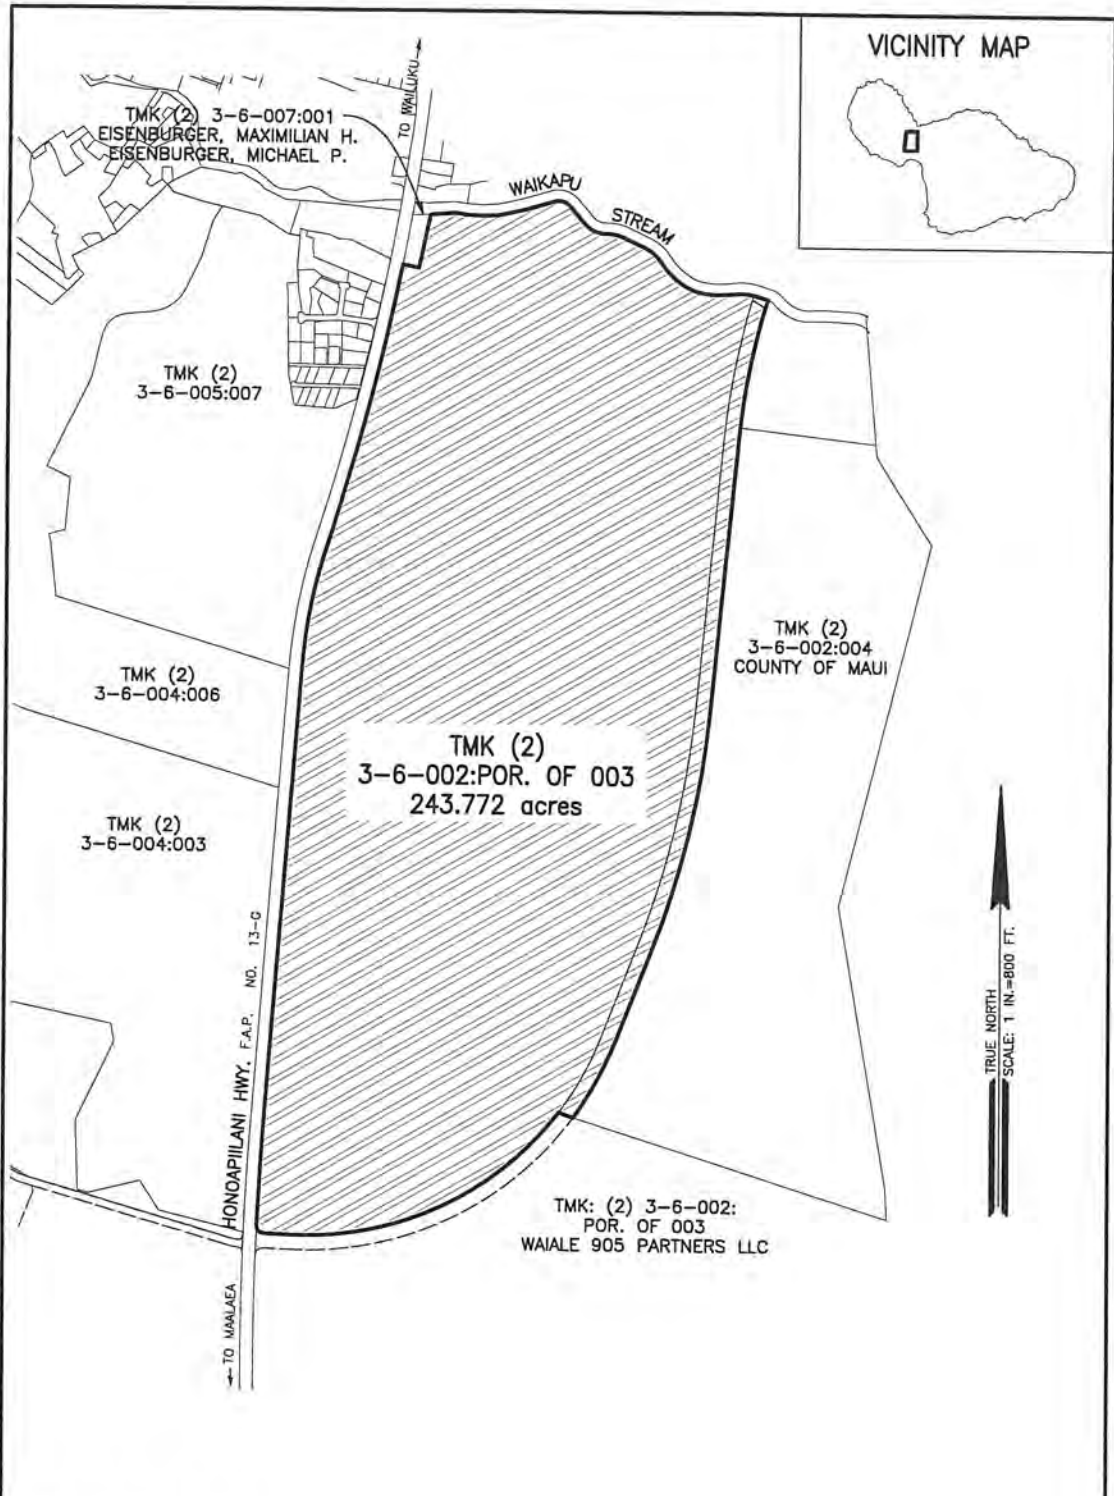 VICINITY MAP
TO WAILUKU
TMK (2) 3-6-007:001
EISENBURGER, MAXIMILIAN H.
EISENBURGER, MICHAEL P.
WAIKAPU
STREAM
TMK (2)
3-6-005:007
TMK (2)
3-6-002:004
COUNTY OF MAUI
TMK (2)
3-6-004:006
TMK (2)
3-6-002:POR. OF 003
243.772 acres
TMK (2)
3-6-004:003
HONOAPIILANI HWY. F.A.P. NO. 13-G
TRUE NORTH
SCALE: 1 IN.=800 FT.
TMK: (2) 3-6-002:
POR. OF 003
WAIALE 905 PARTNERS LLC
TO MAALAEA